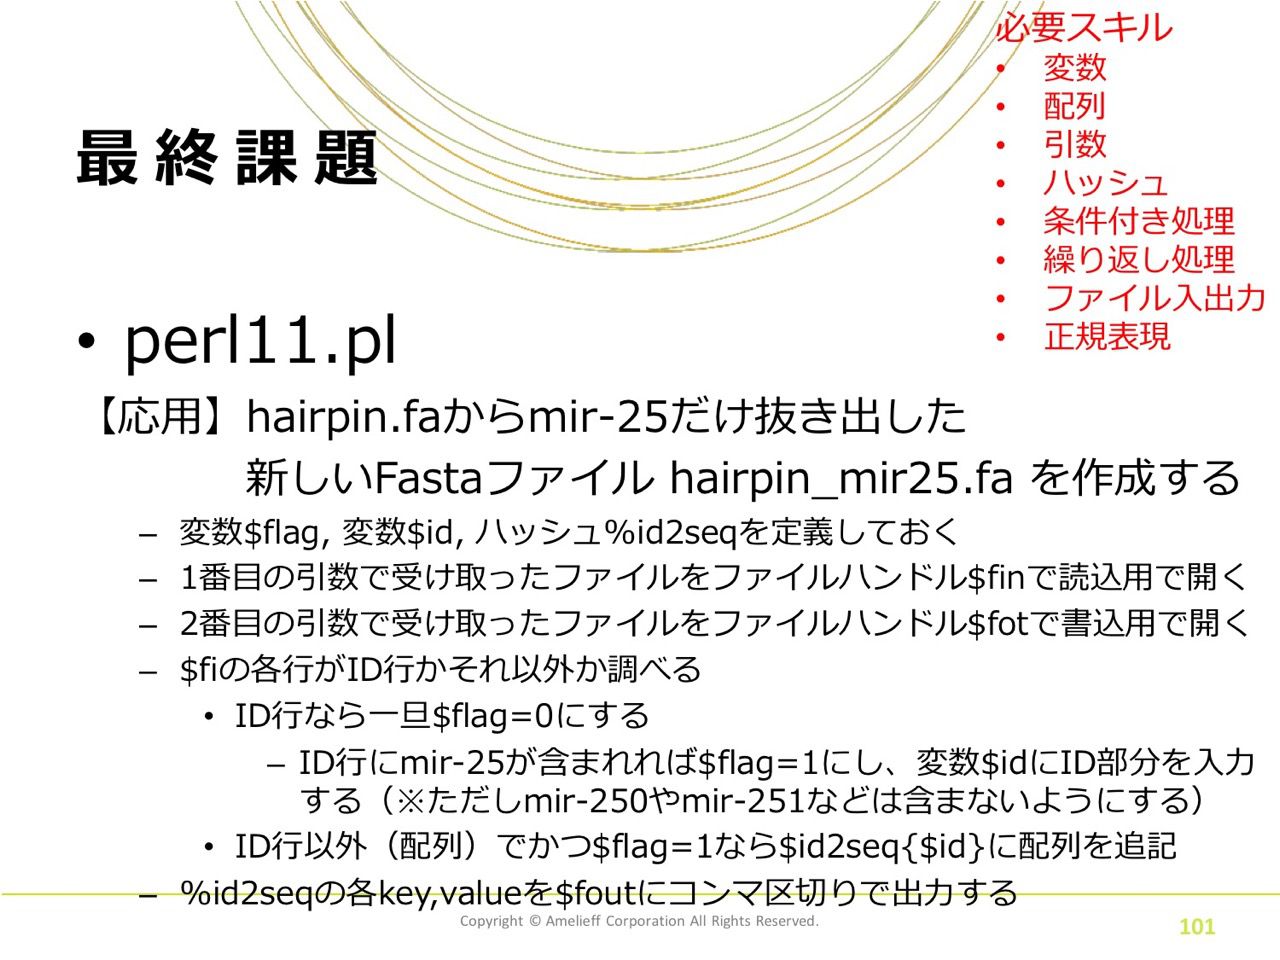 必要スキル
• 変数
• 配列
• 引数
• ハッシュ
• 条件付き処理
• 繰り返し処理
• ファイル入出力
• 正規表現
最終課題
• perl11.pl
【応用】hairpin.faからmir-25だけ抜き出した
新しいFastaファイル hairpin_mir25.fa を作成する
– 変数$flag, 変数$id, ハッシュ%id2seqを定義しておく
– 1番目の引数で受け取ったファイルをファイルハンドル$finで読込用で開く
– 2番目の引数で受け取ったファイルをファイルハンドル$fotで書込用で開く
– $fiの各行がID行かそれ以外か調べる
• ID行なら一旦$flag=0にする
– ID行にmir-25が含まれれば$flag=1にし、変数$idにID部分を入力
する（※ただしmir-250やmir-251などは含まないようにする）
• ID行以外（配列）でかつ$flag=1なら$id2seq{$id}に配列を追記
– %id2seqの各key,valueを$foutにコンマ区切りで出力する
Copyright © Amelieff Corporation All Rights Reserved.
101